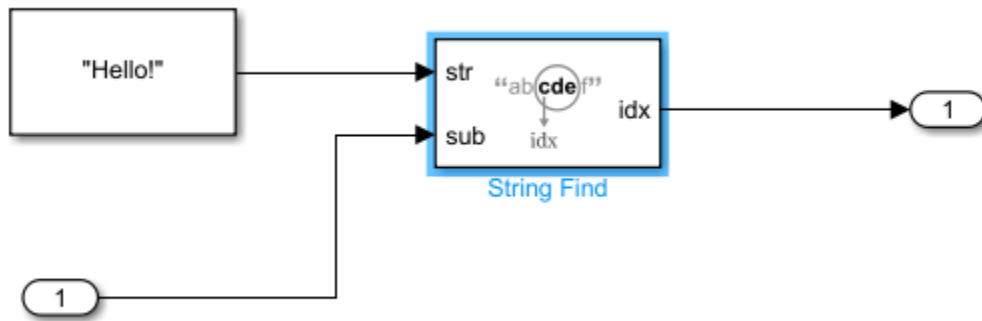 "Hello!"
str
“abcdef”
idx
sub
idx
1
String Find
1